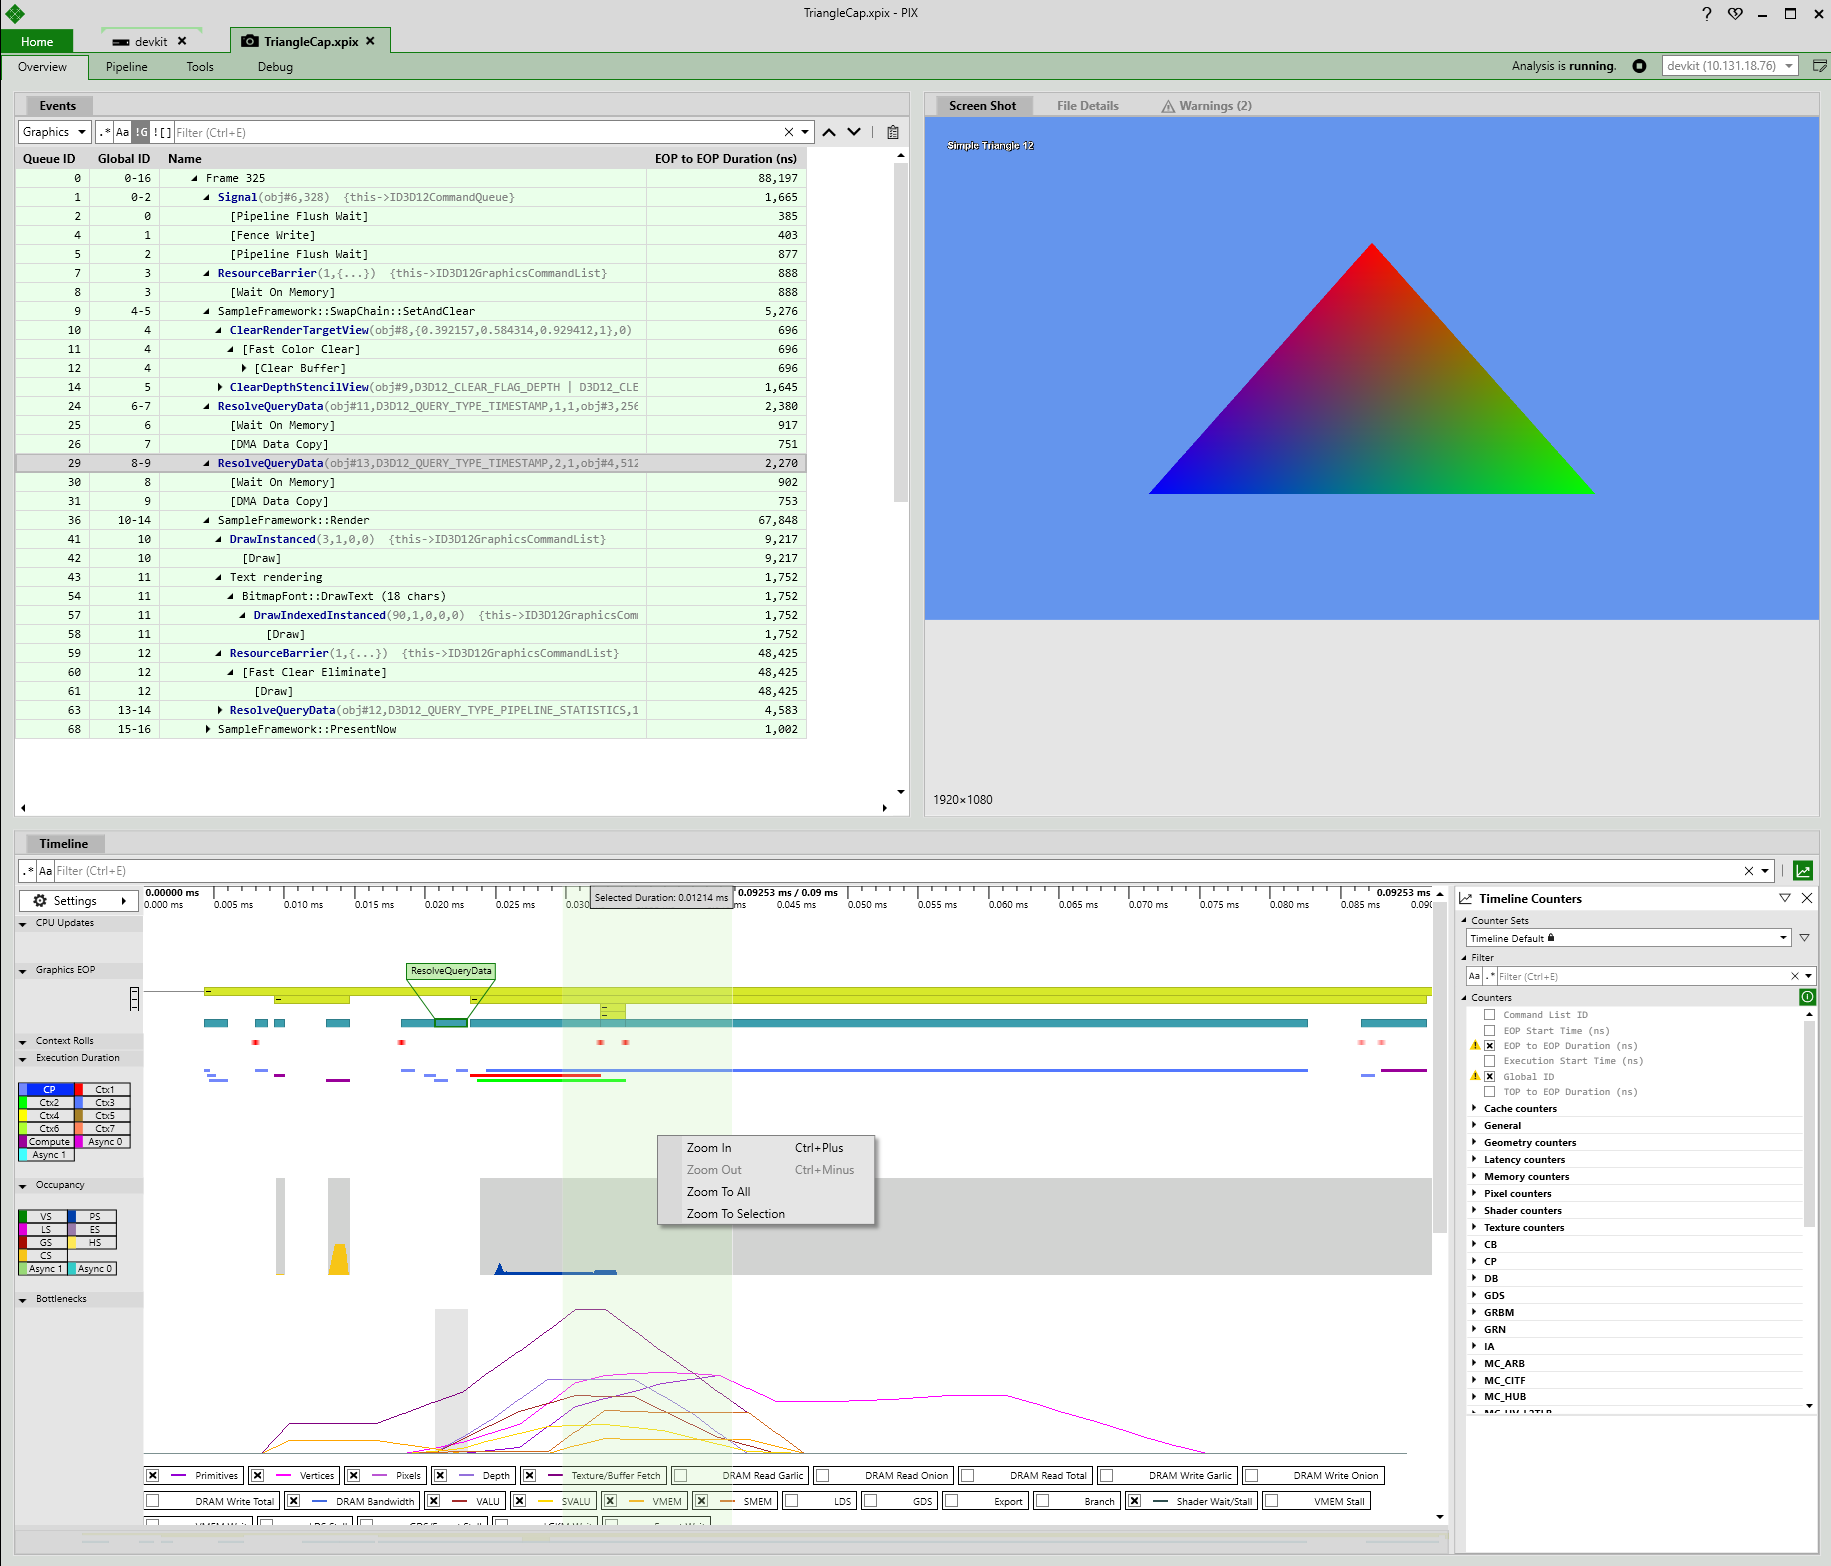 TriangleCap.xpix - PIX
Home
devkit
TriangleCap.xpix
Overview
Pipeline
Tools
Debug
Analysis is running.
devkit (10.131.18.76)
Events
Graphics
.*
Aa
!G
![]
Filter (Ctrl+E)
Queue ID Global ID Name EOP to EOP Duration (ns)
0 0-16 Frame 325 88,197
1 0-2 Signal(obj#6,328) {this->ID3D12CommandQueue} 1,665
2 0 [Pipeline Flush Wait] 385
4 1 [Fence Write] 403
5 2 [Pipeline Flush Wait] 877
7 3 ResourceBarrier(1,{...}) {this->ID3D12GraphicsCommandList} 888
8 3 [Wait On Memory] 888
9 4-5 SampleFramework::SwapChain::SetAndClear 5,276
10 4 ClearRenderTargetView(obj#8,{0.392157,0.584314,0.929412,1},0) 696
11 4 [Fast Color Clear] 696
12 4 [Clear Buffer] 696
14 5 ClearDepthStencilView(obj#9,D3D12_CLEAR_FLAG_DEPTH | D3D12_CLE 1,645
24 6-7 ResolveQueryData(obj#11,D3D12_QUERY_TYPE_TIMESTAMP,1,1,obj#3,256 2,380
25 6 [Wait On Memory] 917
26 7 [DMA Data Copy] 751
29 8-9 ResolveQueryData(obj#13,D3D12_QUERY_TYPE_TIMESTAMP,2,1,obj#4,512 2,270
30 8 [Wait On Memory] 902
31 9 [DMA Data Copy] 753
36 10-14 SampleFramework::Render 67,848
41 10 DrawInstanced(3,1,0,0) {this->ID3D12GraphicsCommandList} 9,217
42 10 [Draw] 9,217
43 11 Text rendering 1,752
54 11 BitmapFont::DrawText (18 chars) 1,752
57 11 DrawIndexedInstanced(90,1,0,0,0) {this->ID3D12GraphicsCom 1,752
58 11 [Draw] 1,752
59 12 ResourceBarrier(1,{...}) {this->ID3D12GraphicsCommandList} 48,425
60 12 [Fast Clear Eliminate] 48,425
61 12 [Draw] 48,425
63 13-14 ResolveQueryData(obj#12,D3D12_QUERY_TYPE_PIPELINE_STATISTICS,1 4,583
68 15-16 SampleFramework::PresentNow 1,002
Screen Shot
File Details
Warnings (2)
Simple Triangle 12
1920×1080
Timeline
.*
Aa
Filter (Ctrl+E)
Settings
0.00000 ms 0.09253 ms / 0.09 ms 0.09253 ms
0.000 ms 0.005 ms 0.010 ms 0.015 ms 0.020 ms 0.025 ms 0.030 ms 0.045 ms 0.050 ms 0.055 ms 0.060 ms 0.065 ms 0.070 ms 0.075 ms 0.080 ms 0.085 ms 0.090
Selected Duration: 0.01214 ms
CPU Updates
Graphics EOP
ResolveQueryData
Context Rolls
Execution Duration
CP Ctx1
Ctx2 Ctx3
Ctx4 Ctx5
Ctx6 Ctx7
Compute Async 0
Async 1
Occupancy
VS PS
LS ES
GS HS
CS
Async 1 Async 0
Bottlenecks
Zoom In Ctrl+Plus
Zoom Out Ctrl+Minus
Zoom To All
Zoom To Selection
Primitives Vertices Pixels Depth Texture/Buffer Fetch DRAM Read Garlic DRAM Read Onion DRAM Read Total DRAM Write Garlic DRAM Write Onion
DRAM Write Total DRAM Bandwidth VALU SVALU VMEM SMEM LDS GDS Export Branch Shader Wait/Stall VMEM Stall
Timeline Counters
Counter Sets
Timeline Default
Filter
Aa
.*
Filter (Ctrl+E)
Counters
Command List ID
EOP Start Time (ns)
EOP to EOP Duration (ns)
Execution Start Time (ns)
Global ID
TOP to EOP Duration (ns)
Cache counters
General
Geometry counters
Latency counters
Memory counters
Pixel counters
Shader counters
Texture counters
CB
CP
DB
GDS
GRBM
GRN
IA
MC_ARB
MC_CITF
MC_HUB